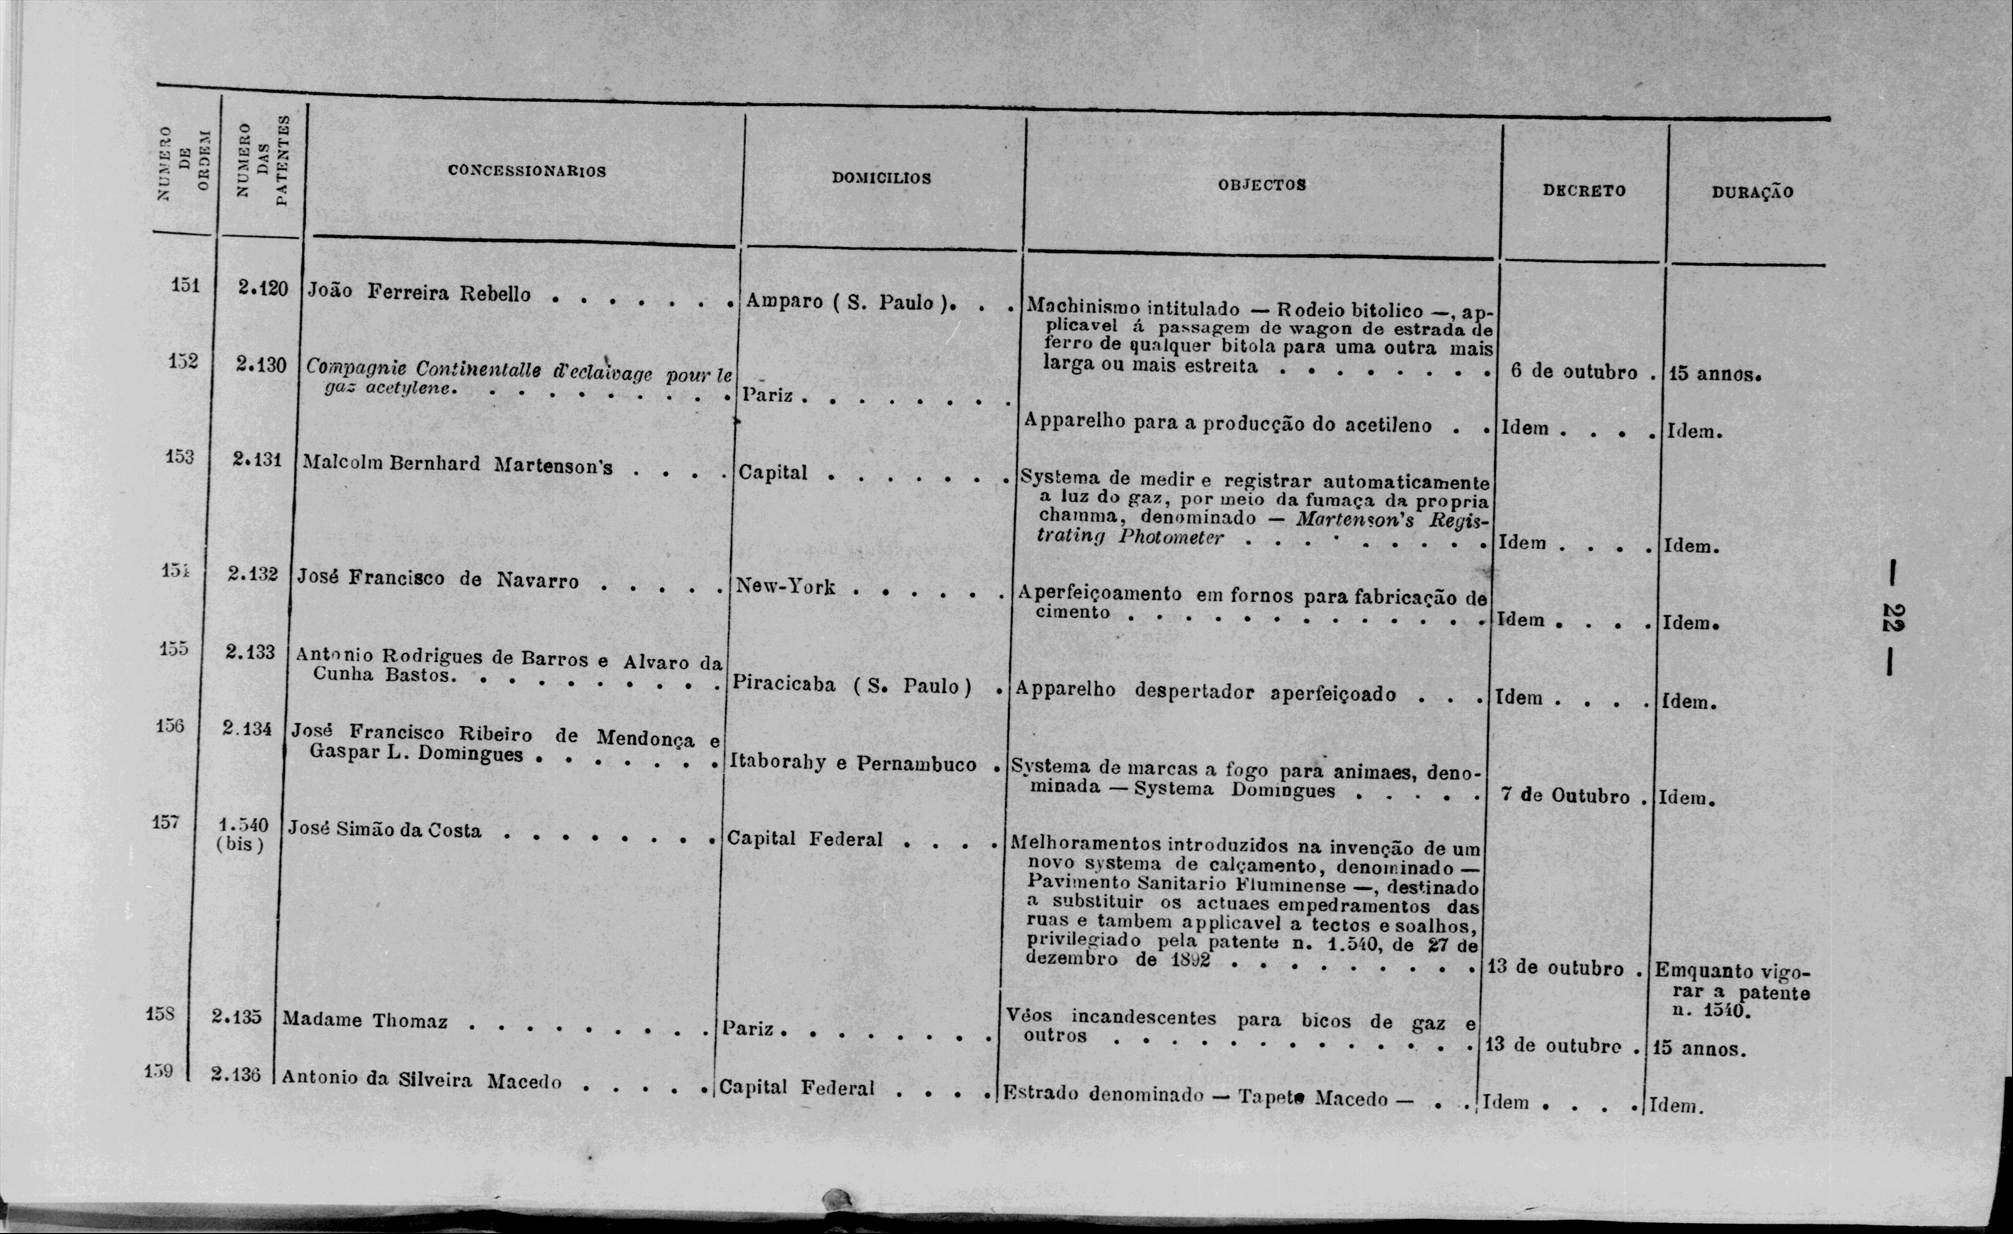 NUMERO DE ORDEM
NUMERO DAS PATENTES
CONCESSIONARIOS
DOMICILIOS
OBJECTOS
DECRETO
DURAÇÃO
151 2.120 João Ferreira Rebello . . . . . . . Amparo ( S. Paulo ). . . Machinismo intitulado — Rodeio bitolico —, ap-
plicavel á passagem de wagon de estrada de
ferro de qualquer bitola para uma outra mais
larga ou mais estreita . . . . . . . . 6 de outubro . 15 annos.
152 2.130 Compagnie Continentalle d'eclaivage pour le
gaz acetylene. . . . . . . . . . Pariz . . . . . . . . Apparelho para a producção do acetileno . . Idem . . . . Idem.
153 2.131 Malcolm Bernhard Martenson's . . . . Capital . . . . . . . Systema de medir e registrar automaticamente
a luz do gaz, por meio da fumaça da propria
chamma, denominado — Martenson's Regis-
trating Photometer . . . . . . . . . Idem . . . . Idem.
154 2.132 José Francisco de Navarro . . . . . New-York . . . . . . Aperfeiçoamento em fornos para fabricação de
cimento . . . . . . . . . . . . . Idem . . . . Idem.
155 2.133 Antonio Rodrigues de Barros e Alvaro da
Cunha Bastos. . . . . . . . . . Piracicaba ( S. Paulo ) . Apparelho despertador aperfeiçoado . . . Idem . . . . Idem.
156 2.134 José Francisco Ribeiro de Mendonça e
Gaspar L. Domingues . . . . . . . Itaborahy e Pernambuco . Systema de marcas a fogo para animaes, deno-
minada — Systema Domingues . . . . . 7 de Outubro . Idem.
157 1.540 José Simão da Costa . . . . . . . . Capital Federal . . . . Melhoramentos introduzidos na invenção de um
(bis)
novo systema de calçamento, denominado —
Pavimento Sanitario Fluminense —, destinado
a substituir os actuaes empedramentos das
ruas e tambem applicavel a tectos e soalhos,
privilegiado pela patente n. 1.540, de 27 de
dezembro de 1892 . . . . . . . . . 13 de outubro . Emquanto vigo-
rar a patente
n. 1540.
158 2.135 Madame Thomaz . . . . . . . . . Pariz. . . . . . . . Véos incandescentes para bicos de gaz e
outros . . . . . . . . . . . . . 13 de outubro . 15 annos.
159 2.136 Antonio da Silveira Macedo . . . . . Capital Federal . . . . Estrado denominado — Tapete Macedo — . . Idem . . . . Idem.
— 22 —